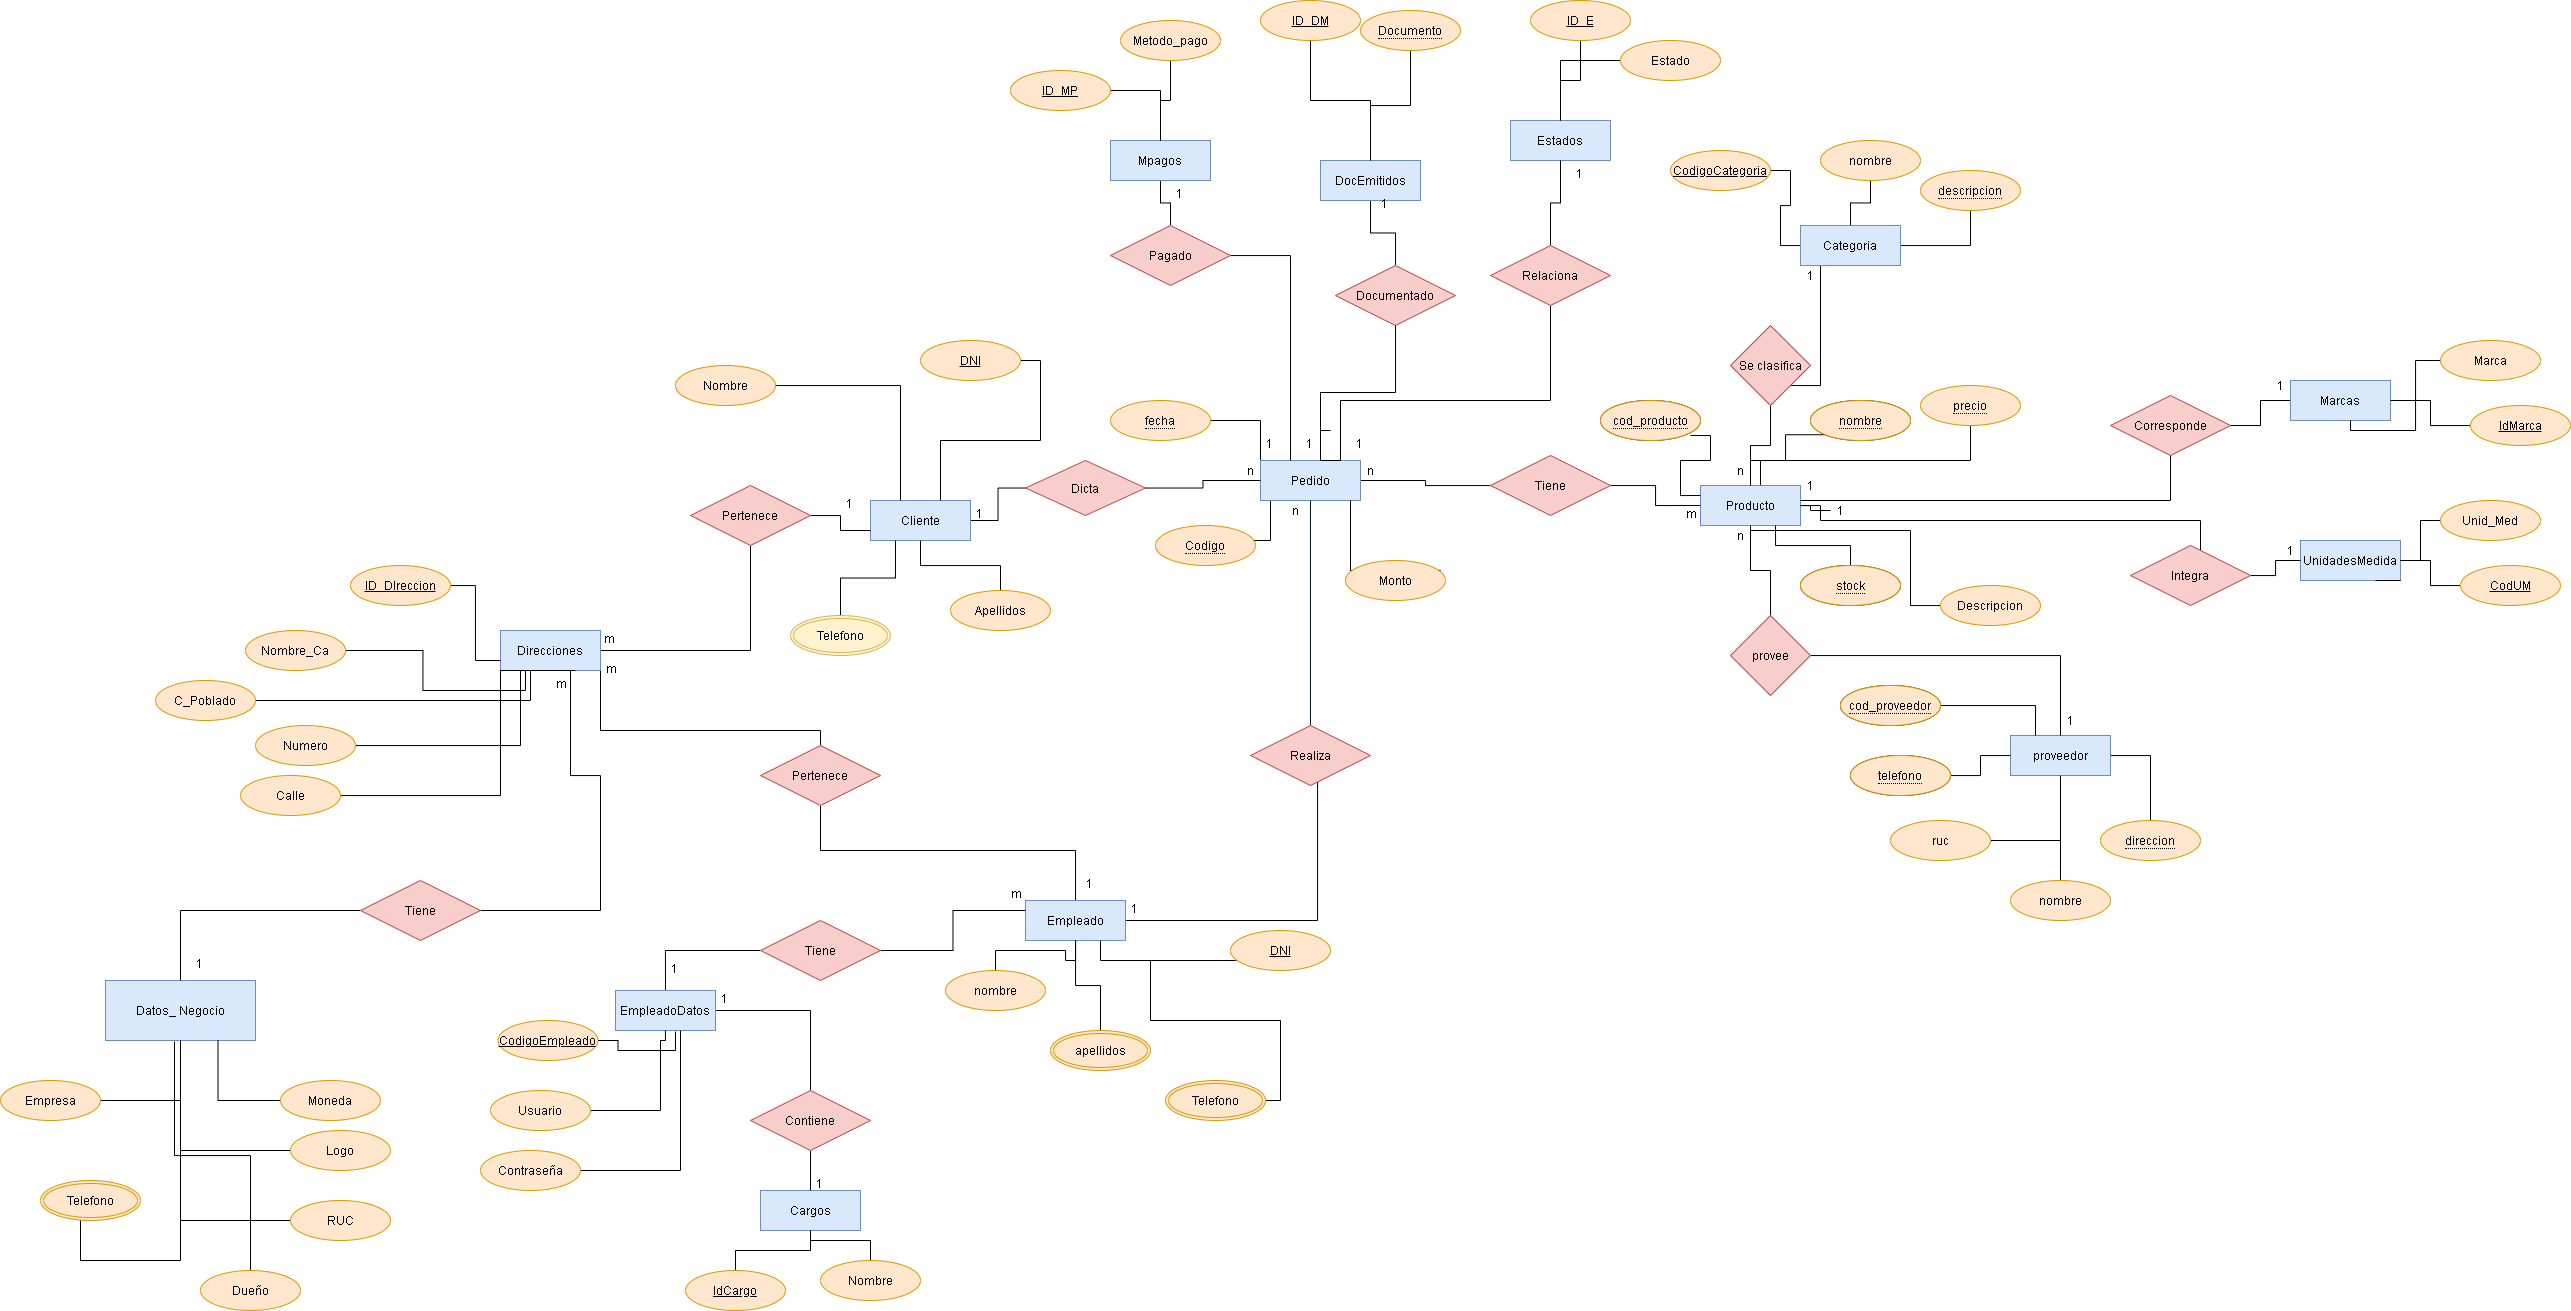 ID_DM
ID_E
Documento
Metodo_pago
Estado
ID_MP
Mpagos
DocEmitidos
Estados
1
1
1
CodigoCategoria
nombre
descripcion
Categoria
1
Pagado
Documentado
Relaciona
Se clasifica
Nombre
DNI
fecha
1
1
1
cod_producto
nombre
precio
Corresponde
1
Marcas
Marca
IdMarca
Pertenece
1
Cliente
1
Dicta
n
Pedido
n
n
Tiene
n
m
Producto
1
1
n
Codigo
Monto
stock
Descripcion
Integra
1
UnidadesMedida
Unid_Med
CodUM
Telefono
Apellidos
ID_DIreccion
Nombre_Ca
C_Poblado
Numero
Calle
Direcciones
m
m
m
provee
cod_proveedor
1
telefono
proveedor
ruc
direccion
nombre
Pertenece
Realiza
Tiene
1
Datos_ Negocio
Tiene
m
1
Empleado
1
1
EmpleadoDatos
1
nombre
DNI
apellidos
Telefono
CodigoEmpleado
Usuario
Contraseña
Contiene
1
Cargos
IdCargo
Nombre
Empresa
Moneda
Logo
Telefono
RUC
Dueño